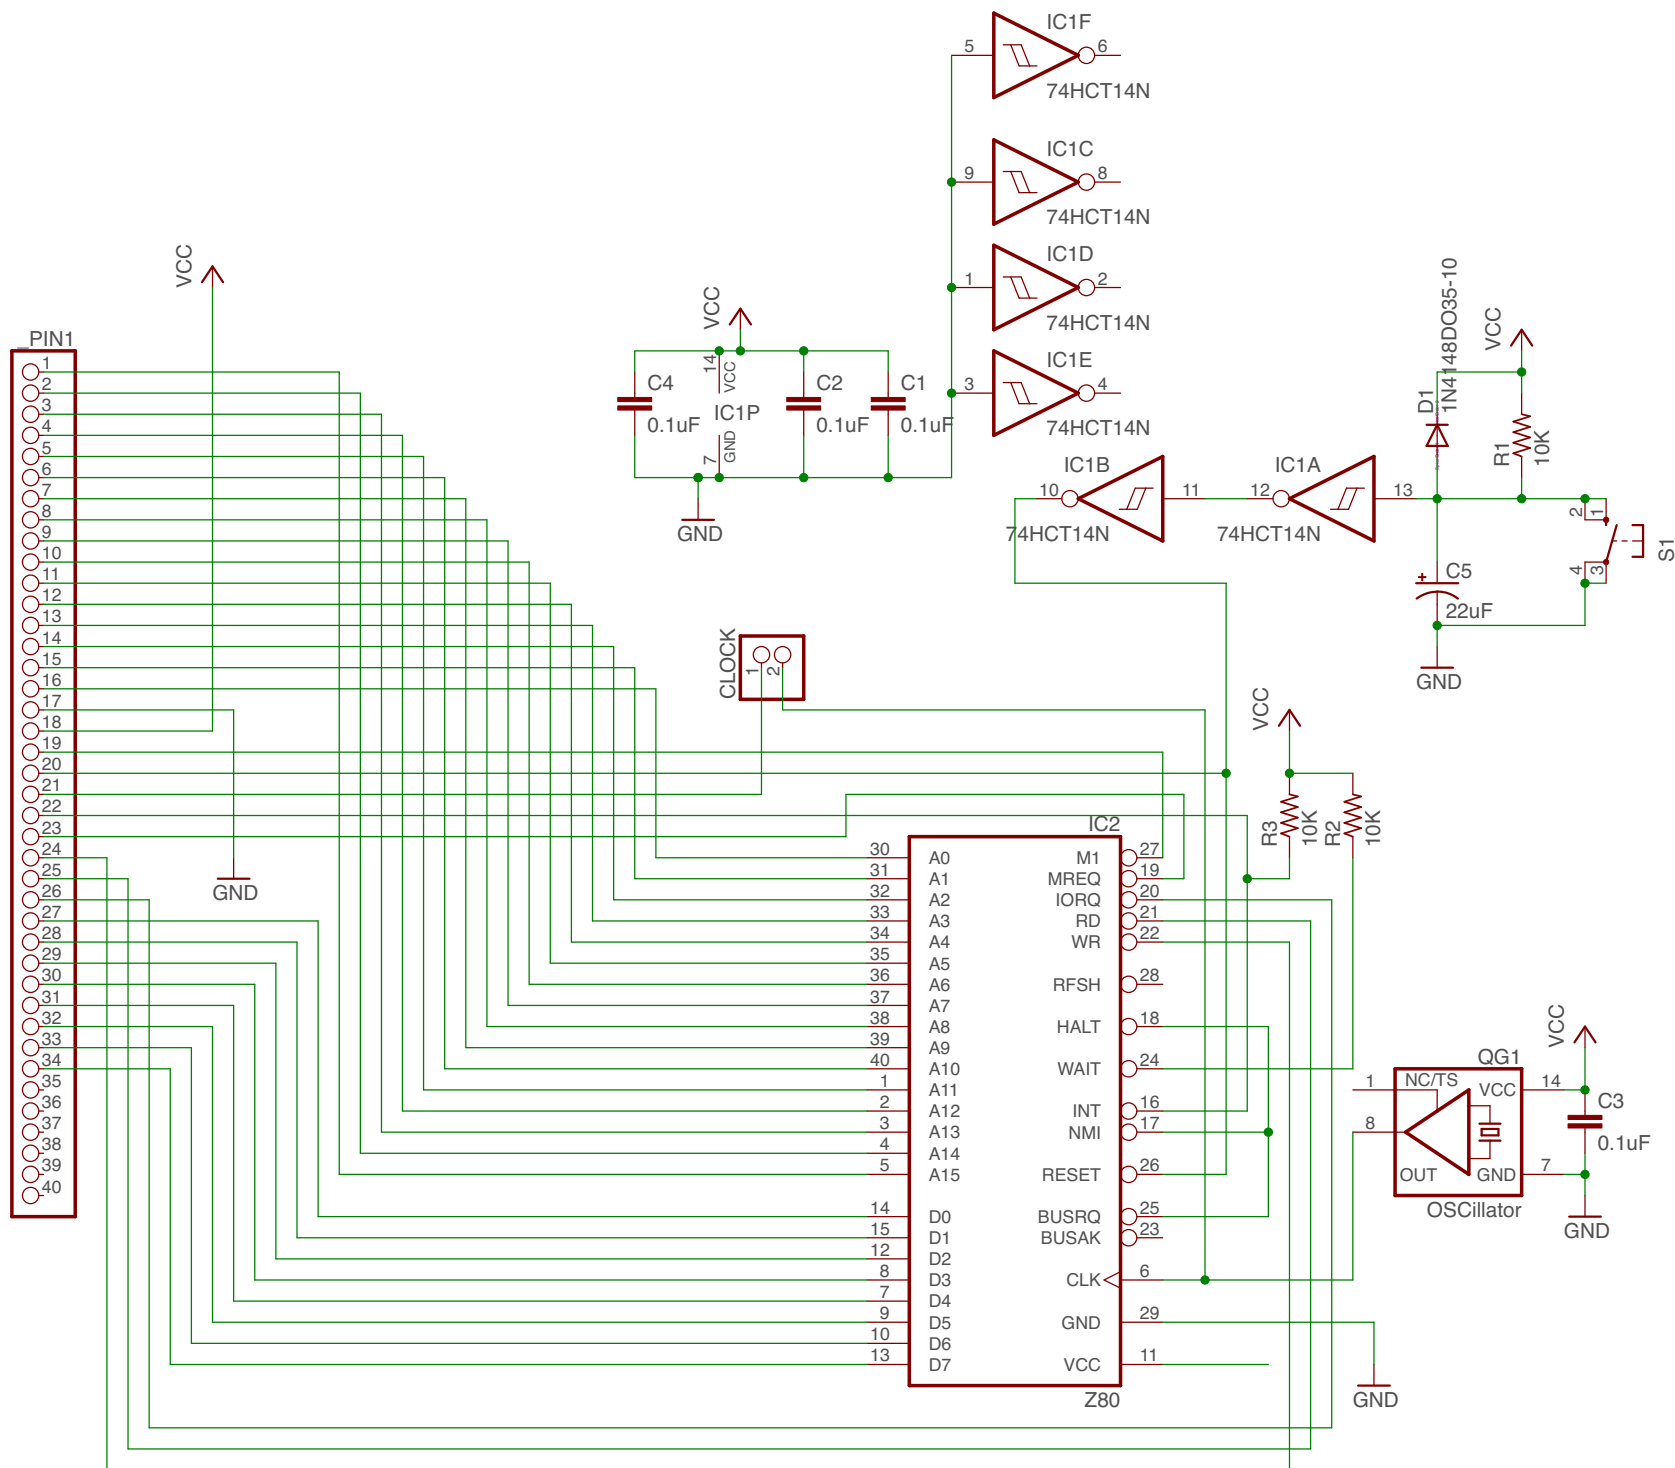 IC1F
5
6
74HCT14N
IC1C
9
8
74HCT14N
IC1D
1
2
74HCT14N
IC1E
3
4
74HCT14N
VCC
VCC
14
VCC
C4
0.1uF
IC1P
C2
0.1uF
C1
0.1uF
7
GND
GND
D1
1N4148DO35-10
VCC
R1
10K
IC1B
10
11
74HCT14N
IC1A
12
13
74HCT14N
2
1
4
3
S1
C5
+
22uF
GND
_PIN1
1
2
3
4
5
6
7
8
9
10
11
12
13
14
15
16
17
18
19
20
21
22
23
24
25
26
27
28
29
30
31
32
33
34
35
36
37
38
39
40
GND
CLOCK
1
2
VCC
R3
10K
R2
10K
IC2
30 A0
31 A1
32 A2
33 A3
34 A4
35 A5
36 A6
37 A7
38 A8
39 A9
40 A10
1 A11
2 A12
3 A13
4 A14
5 A15
14 D0
15 D1
12 D2
8 D3
7 D4
9 D5
10 D6
13 D7
M1 27
MREQ 19
IORQ 20
RD 21
WR 22
RFSH 28
HALT 18
WAIT 24
INT 16
NMI 17
RESET 26
BUSRQ 25
BUSAK 23
CLK 6
GND 29
VCC 11
Z80
GND
VCC
QG1
1
NC/TS
VCC
14
8
OUT
GND
7
OSCillator
C3
0.1uF
GND